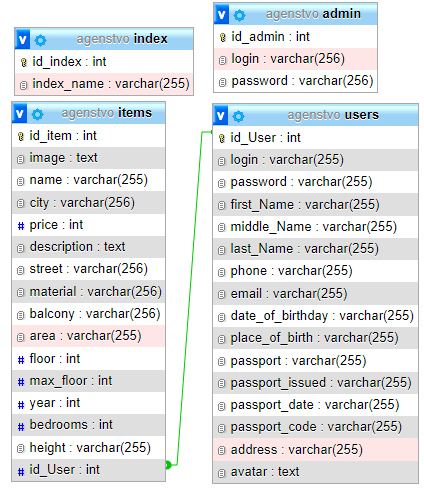 agenstvo index
id_index : int
index_name : varchar(255)
agenstvo admin
id_admin : int
login : varchar(256)
password : varchar(256)
agenstvo items
id_item : int
image : text
name : varchar(255)
city : varchar(256)
price : int
description : text
street : varchar(256)
material : varchar(256)
balcony : varchar(256)
area : varchar(255)
floor : int
max_floor : int
year : int
bedrooms : int
height : varchar(255)
id_User : int
agenstvo users
id_User : int
login : varchar(255)
password : varchar(255)
first_Name : varchar(255)
middle_Name : varchar(255)
last_Name : varchar(255)
phone : varchar(255)
email : varchar(255)
date_of_birthday : varchar(255)
place_of_birth : varchar(255)
passport : varchar(255)
passport_issued : varchar(255)
passport_date : varchar(255)
passport_code : varchar(255)
address : varchar(255)
avatar : text